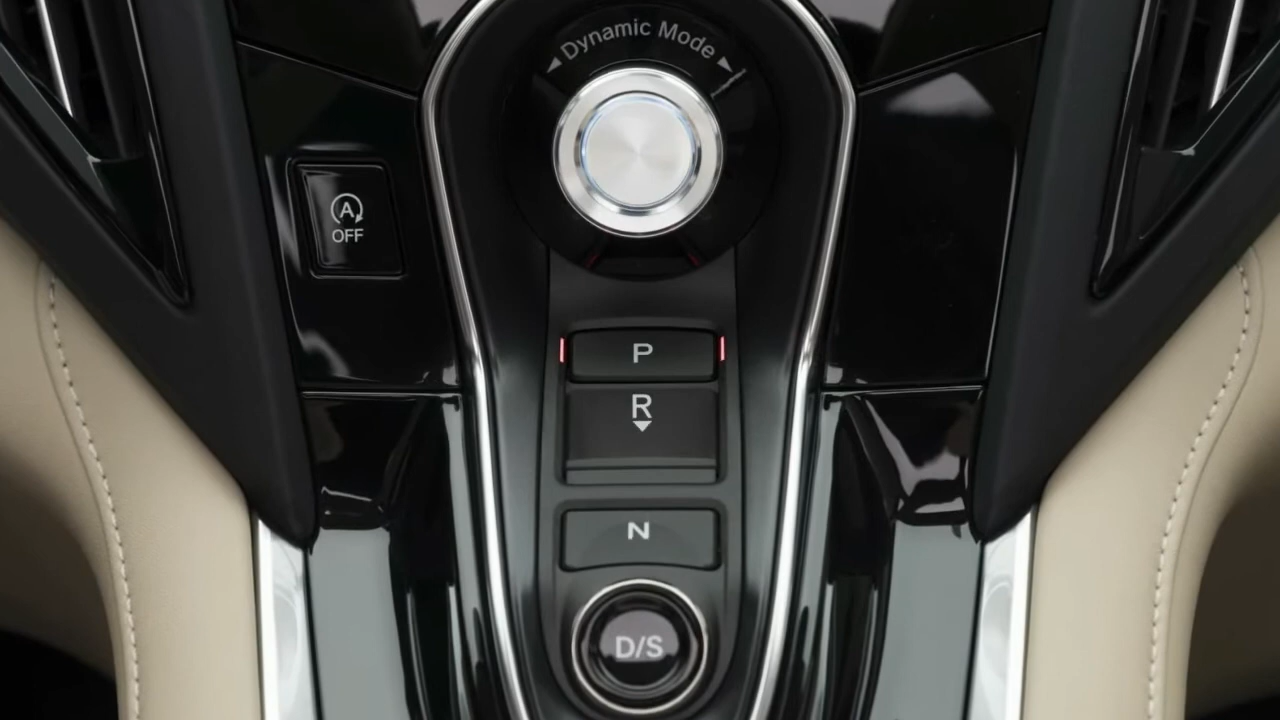 ◀ Dynamic Mode ▶
A
OFF
P
R
N
D/S